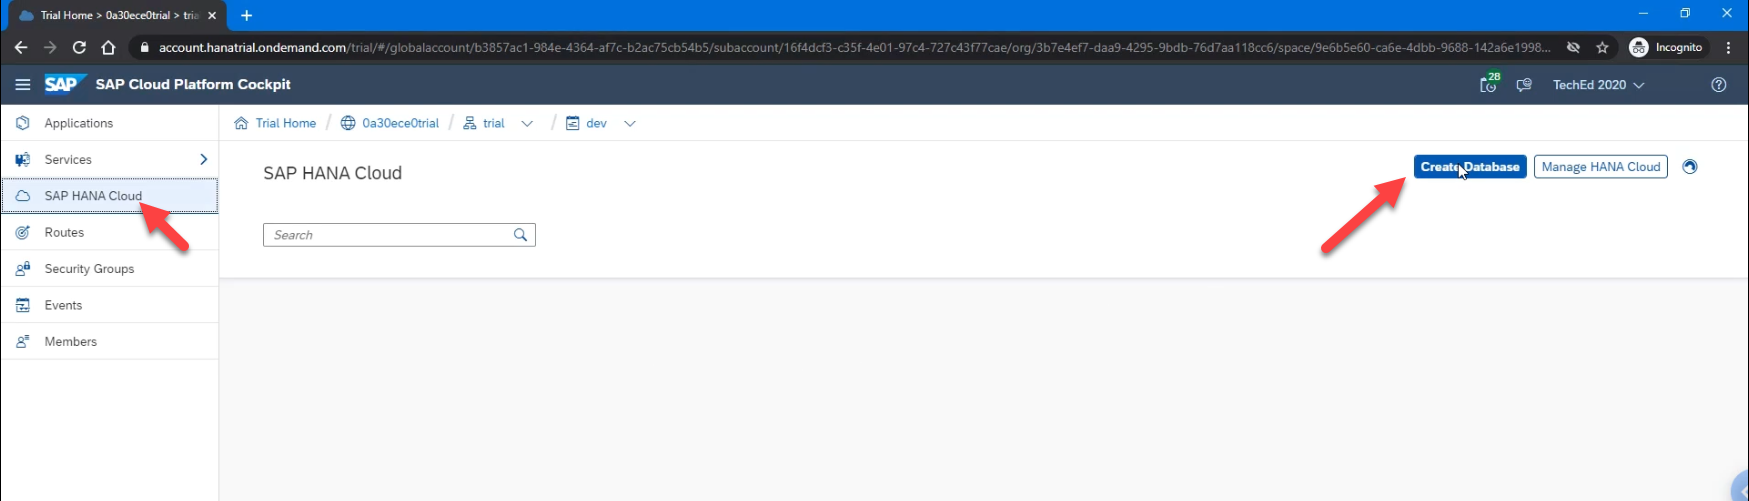 Trial Home > 0a30ece0trial > tria
account.hanatrial.ondemand.com/trial/#/globalaccount/b3857ac1-984e-4364-af7c-b2ac75cb54b5/subaccount/16f4dcf3-c35f-4e01-97c4-727c43f77cae/org/3b7e4ef7-daa9-4295-9bdb-76d7aa118cc6/space/9e6b5e60-ca6e-4dbb-9688-142a6e1998...
Incognito
SAP SAP Cloud Platform Cockpit
28
TechEd 2020
Applications
Trial Home / 0a30ece0trial / trial / dev
Services
SAP HANA Cloud
Create Database
Manage HANA Cloud
SAP HANA Cloud
Routes
Search
Security Groups
Events
Members